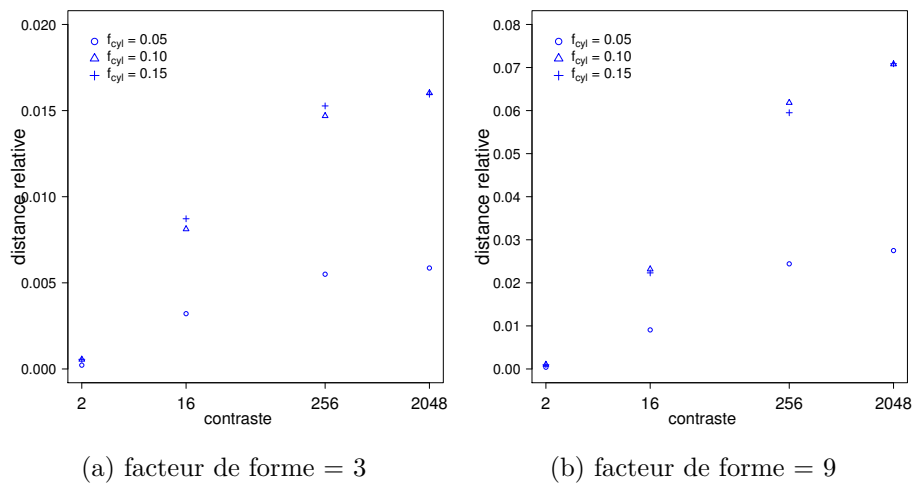 0.020
0.015
0.010
0.005
0.000
distance relative
f_cyl = 0.05
f_cyl = 0.10
f_cyl = 0.15
2 16 256 2048
contraste
(a) facteur de forme = 3
0.08
0.07
0.06
0.05
0.04
0.03
0.02
0.01
0.00
distance relative
f_cyl = 0.05
f_cyl = 0.10
f_cyl = 0.15
2 16 256 2048
contraste
(b) facteur de forme = 9